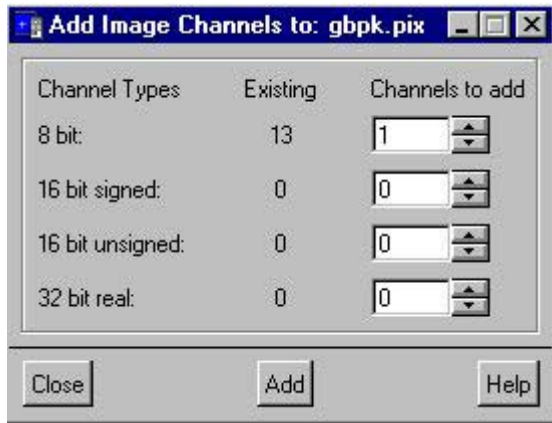 Add Image Channels to: gbpk.pix
Channel Types Existing Channels to add
8 bit: 13 1
16 bit signed: 0 0
16 bit unsigned: 0 0
32 bit real: 0 0
Close Add Help